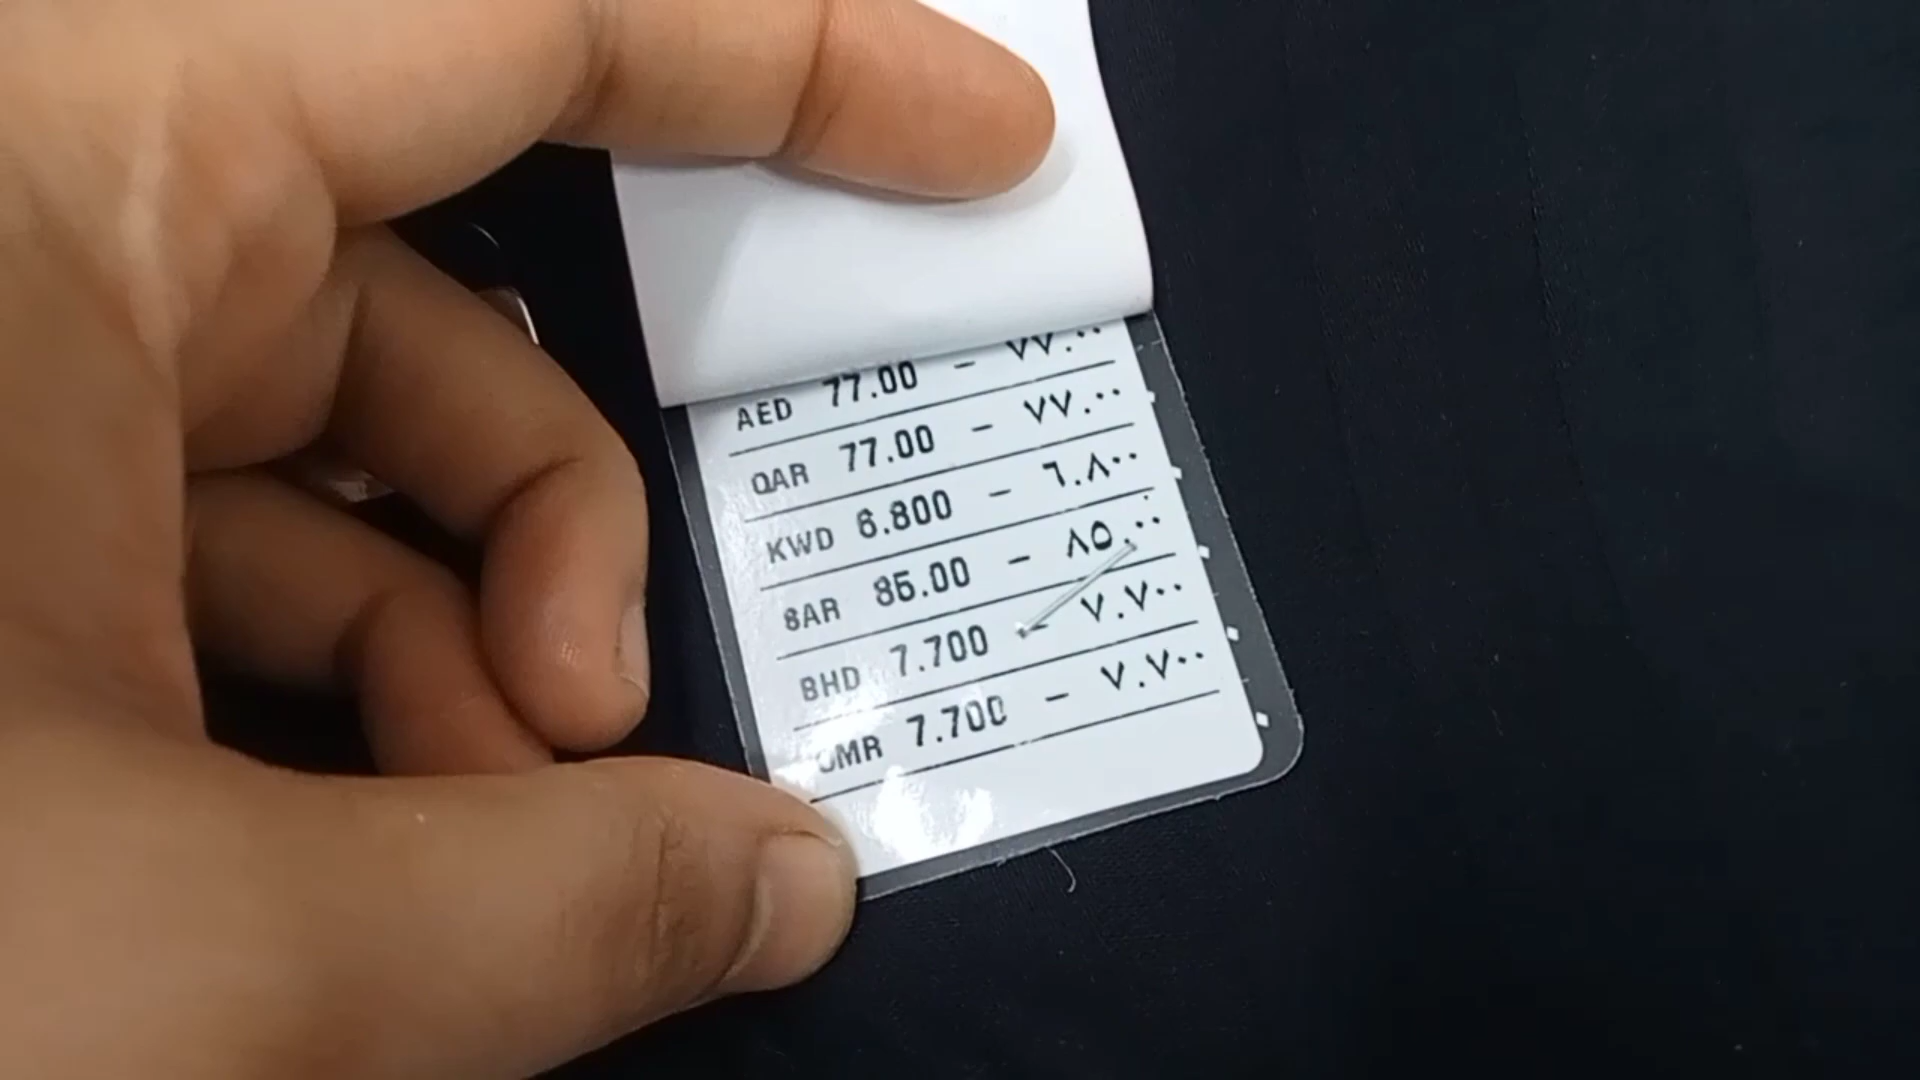 AED 77.00 - ٧٧.٠٠
QAR 77.00 - ٧٧.٠٠
KWD 6.800 - ٦.٨٠٠
SAR 85.00 - ٨٥.٠٠
BHD 7.700 - ٧.٧٠٠
OMR 7.700 - ٧.٧٠٠